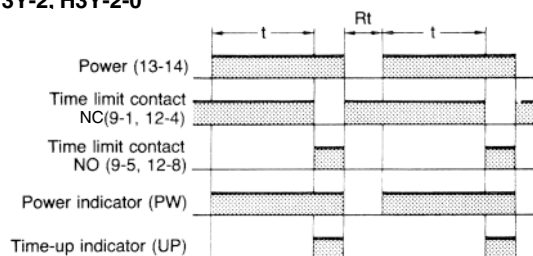 3Y-2, H3Y-2-0
Rt
t t
Power (13-14)
Time limit contact
NC(9-1, 12-4)
Time limit contact
NO (9-5, 12-8)
Power indicator (PW)
Time-up indicator (UP)